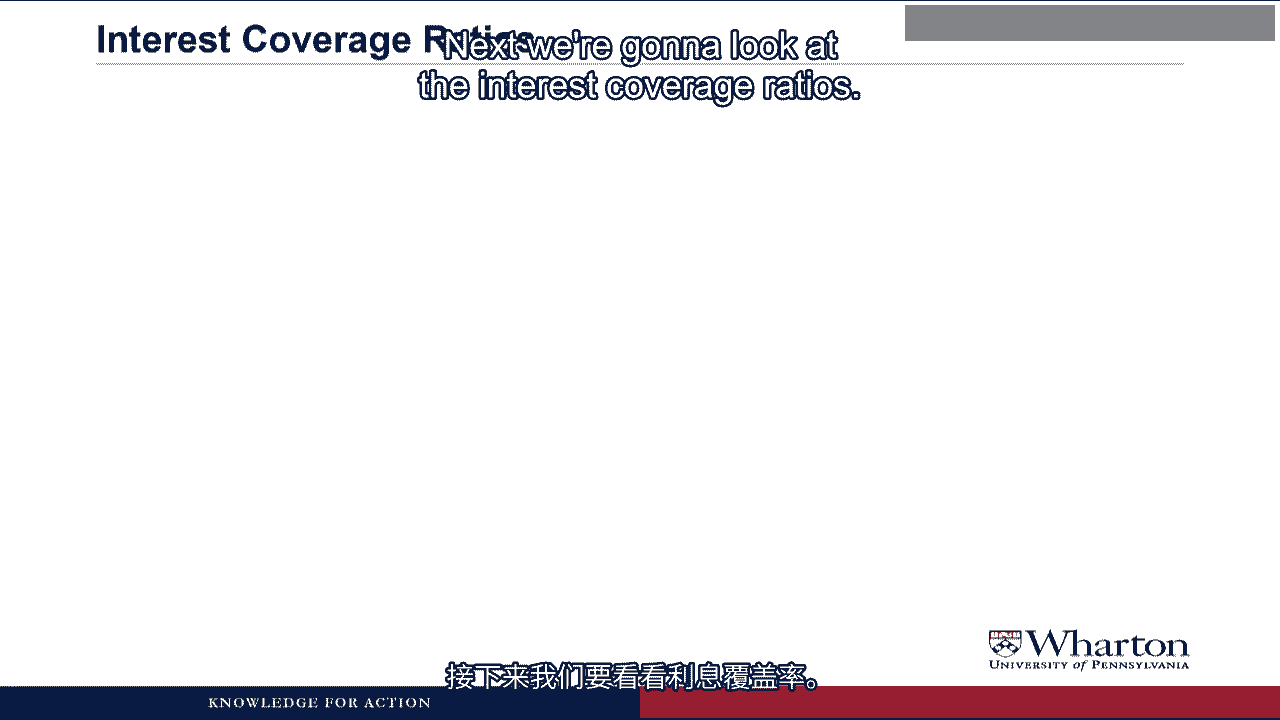 Interest Coverage Ratios
Next we're gonna look at
the interest coverage ratios.
Wharton
UNIVERSITY of PENNSYLVANIA
接下来我们要看看利息覆盖率。
KNOWLEDGE FOR ACTION